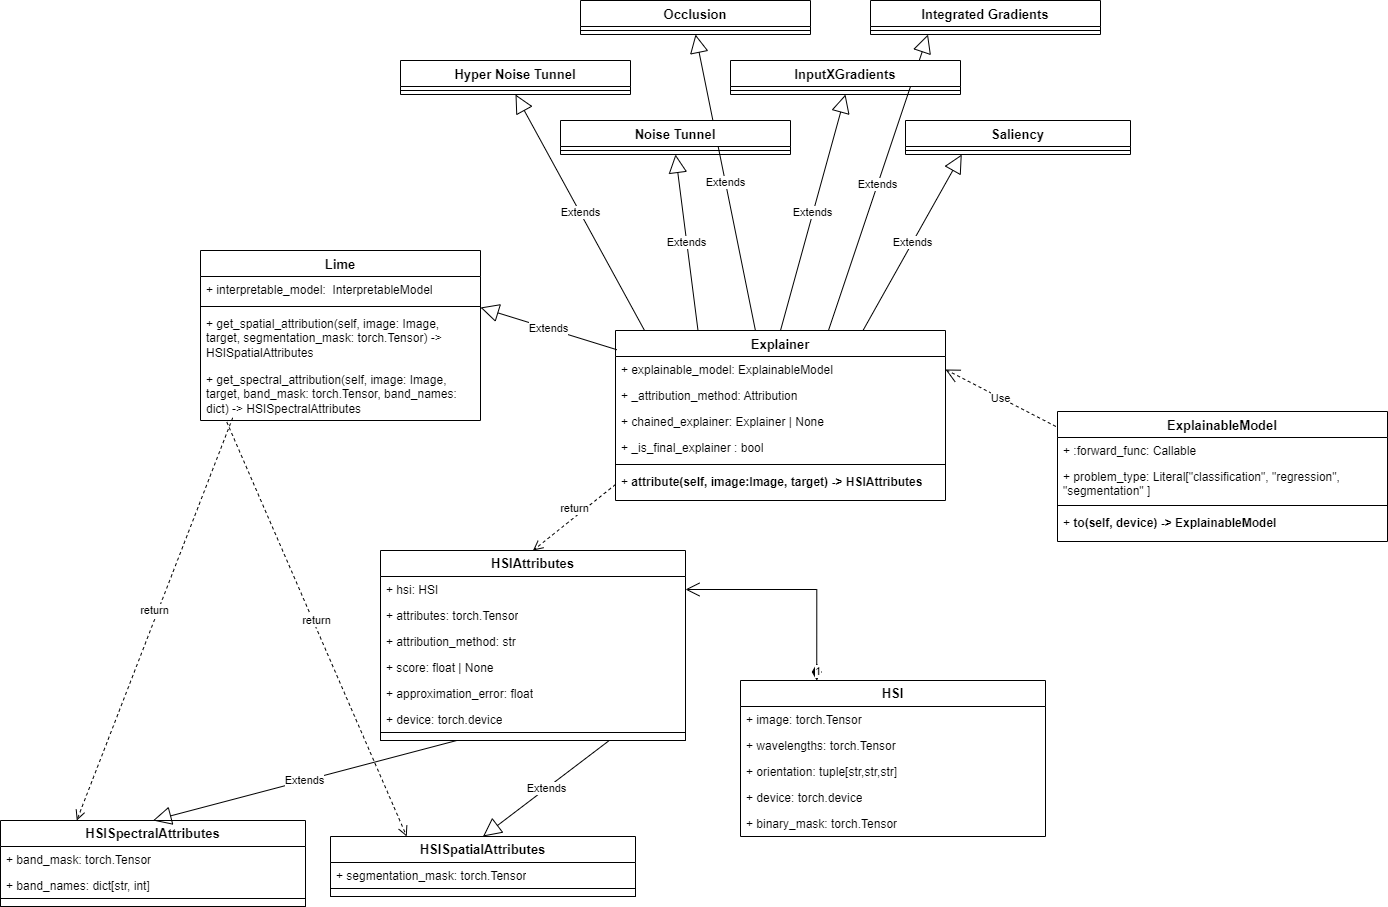 Occlusion
Integrated Gradients
Hyper Noise Tunnel
InputXGradients
Noise Tunnel
Saliency
Extends
Extends
Extends
Extends
Extends
Extends
Lime
+ interpretable_model:  InterpretableModel
+ get_spatial_attribution(self, image: Image,
target, segmentation_mask: torch.Tensor) ->
HSISpatialAttributes
+ get_spectral_attribution(self, image: Image,
target, band_mask: torch.Tensor, band_names:
dict) -> HSISpectralAttributes
Extends
Explainer
+ explainable_model: ExplainableModel
+ _attribution_method: Attribution
+ chained_explainer: Explainer | None
+ _is_final_explainer : bool
+ attribute(self, image:Image, target) -> HSIAttributes
Use
ExplainableModel
+ :forward_func: Callable
+ problem_type: Literal["classification", "regression",
"segmentation" ]
+ to(self, device) -> ExplainableModel
return
HSIAttributes
+ hsi: HSI
+ attributes: torch.Tensor
+ attribution_method: str
+ score: float | None
+ approximation_error: float
+ device: torch.device
return
return
1
HSI
+ image: torch.Tensor
+ wavelengths: torch.Tensor
+ orientation: tuple[str,str,str]
+ device: torch.device
+ binary_mask: torch.Tensor
Extends
Extends
HSISpectralAttributes
+ band_mask: torch.Tensor
+ band_names: dict[str, int]
HSISpatialAttributes
+ segmentation_mask: torch.Tensor